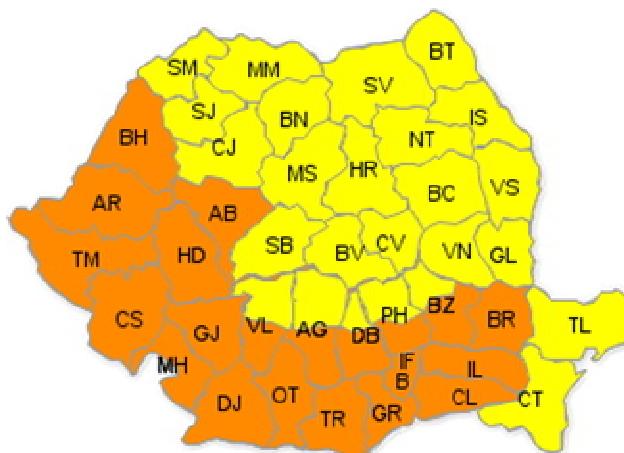 BT
SM MM SV
SJ BN IS
BH CJ NT
MS HR BC VS
AR AB
SB BV CV VN GL
TM HD
CS GJ VL AG DB PH BZ BR TL
MH IF IL
B CL CT
DJ OT TR GR